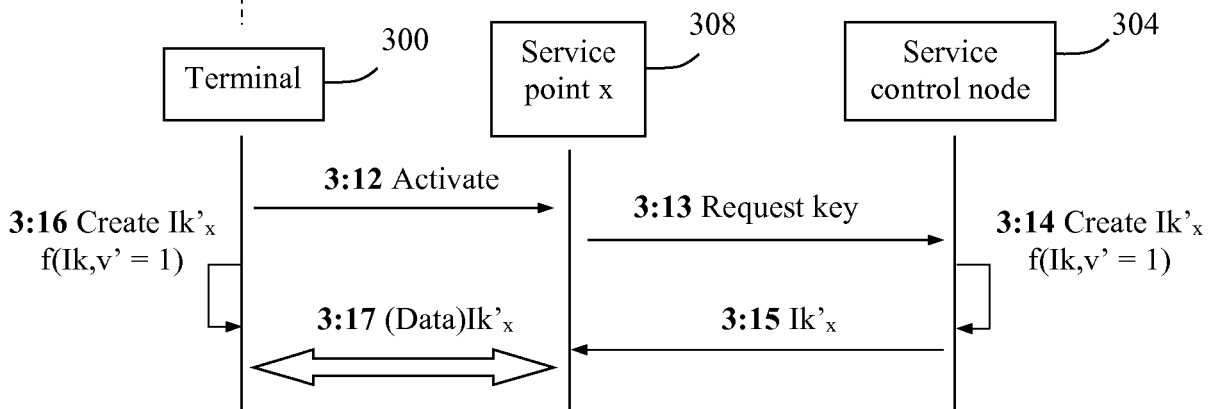 300
308
304
Terminal
Service
point x
Service
control node
3:12 Activate
3:13 Request key
3:16 Create Ik’x
f(Ik,v’ = 1)
3:14 Create Ik’x
f(Ik,v’ = 1)
3:17 (Data)Ik’x
3:15 Ik’x